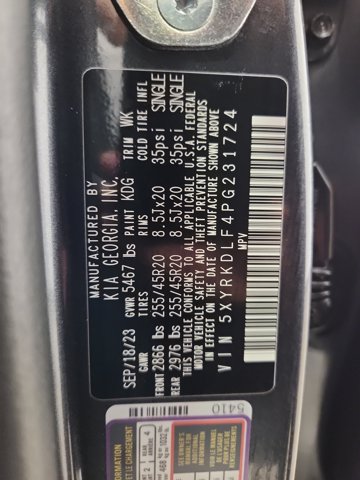 MANUFACTURED BY
KIA GEORGIA, INC.
SEP/18/23 GVWR 5467 lbs PAINT KDG TRIM WK
GAWR TIRES RIMS COLD TIRE INFL
FRONT 2866 lbs 255/45R20 8.5Jx20 35psi SINGLE
REAR 2976 lbs 255/45R20 8.5Jx20 35psi SINGLE
THIS VEHICLE CONFORMS TO ALL APPLICABLE U.S.A. FEDERAL
MOTOR VEHICLE SAFETY AND THEFT PREVENTION STANDARDS
IN EFFECT ON THE DATE OF MANUFACTURE SHOWN ABOVE
VIN 5XYRKDLF4PG231724
MPV
5410